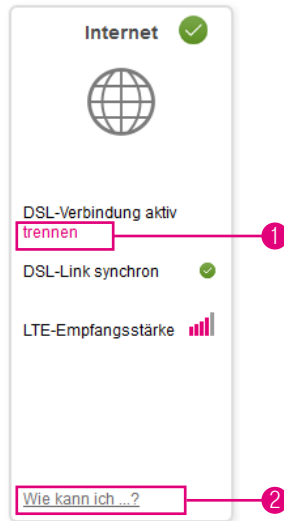 Internet
DSL-Verbindung aktiv
trennen
1
DSL-Link synchron
LTE-Empfangsstärke
Wie kann ich ...?
2